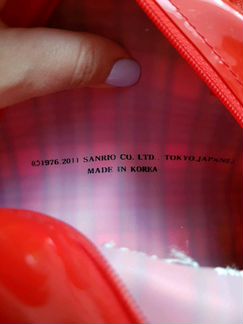 (C)1976,2011 SANRIO CO., LTD., TOKYO,JAPAN
MADE IN KOREA